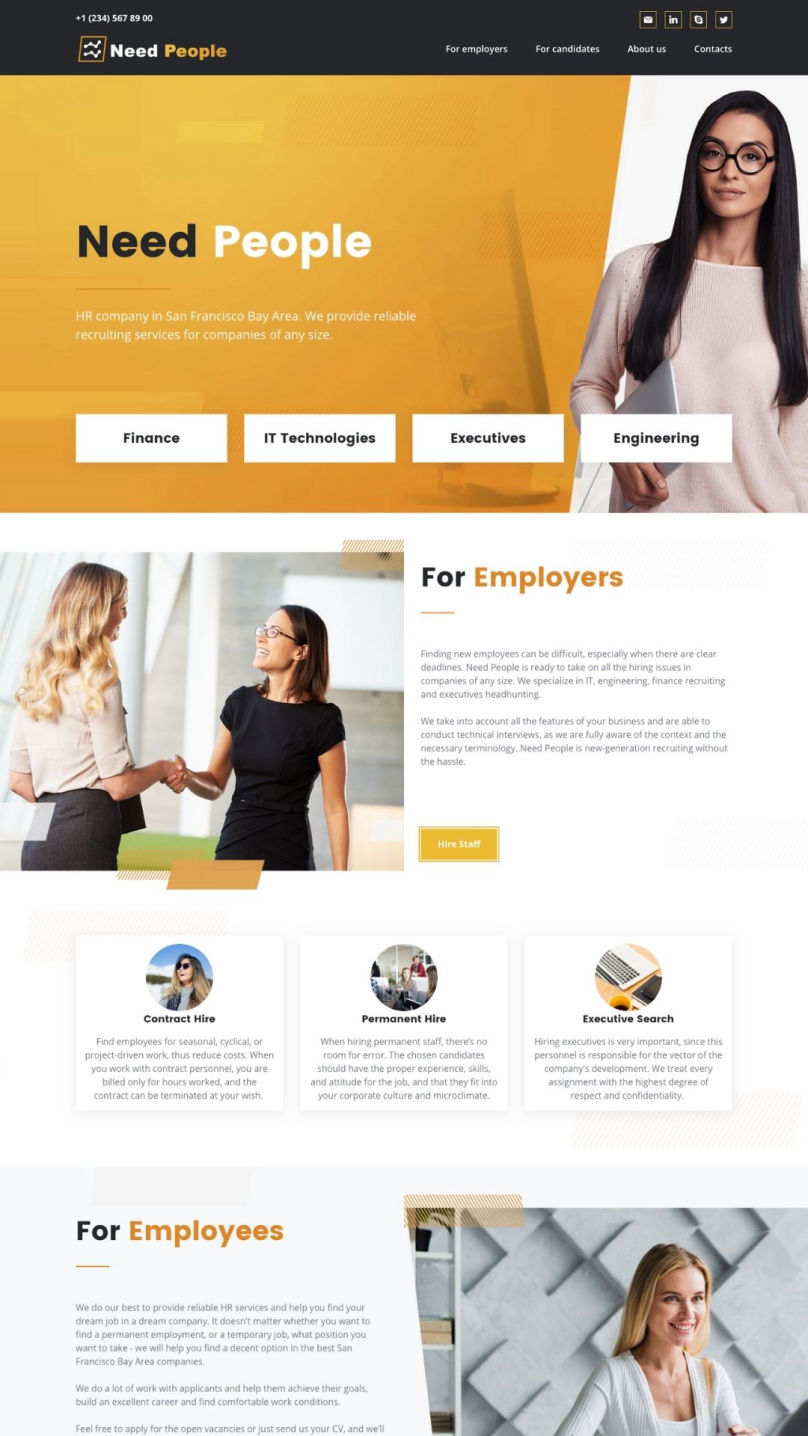 +1 (234) 567 89 00
Need People
For employers For candidates About us Contacts
Need People
HR company in San Francisco Bay Area. We provide reliable
recruiting services for companies of any size.
Finance IT Technologies Executives Engineering
For Employers
Finding new employees can be difficult, especially when there are clear
deadlines. Need People is ready to take on all the hiring issues in
companies of any size. We specialize in IT, engineering, finance recruiting
and executives headhunting.
We take into account all the features of your business and are able to
conduct technical interviews, as we are fully aware of the context and the
necessary terminology. Need People is new-generation recruiting without
the hassle.
Hire Staff
Contract Hire
Find employees for seasonal, cyclical, or
project-driven work, thus reduce costs. When
you work with contract personnel, you are
billed only for hours worked, and the
contract can be terminated at your wish.
Permanent Hire
When hiring permanent staff, there's no
room for error. The chosen candidates
should have the proper experience, skills,
and attitude for the job, and that they fit into
your corporate culture and microclimate.
Executive Search
Hiring executives is very important, since this
personnel is responsible for the vector of the
company's development. We treat every
assignment with the highest degree of
respect and confidentiality.
For Employees
We do our best to provide reliable HR services and help you find your
dream job in a dream company. It doesn't matter whether you want to
find a permanent employment, or a temporary job, what position you
want to take - we will help you find a decent option in the best San
Francisco Bay Area companies.
We do a lot of work with applicants and help them achieve their goals,
build an excellent career and find comfortable work conditions.
Feel free to apply for the open vacancies or just send us your CV, and we'll